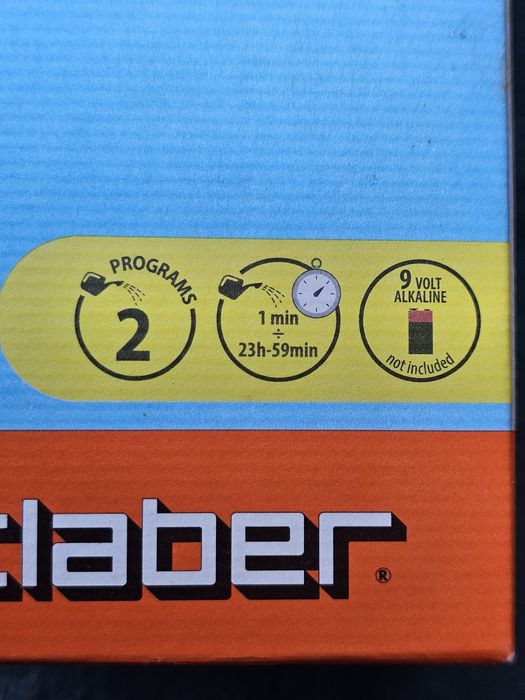 PROGRAMS
2
1 min
÷
23h-59min
9 VOLT
ALKALINE
not included
claber®